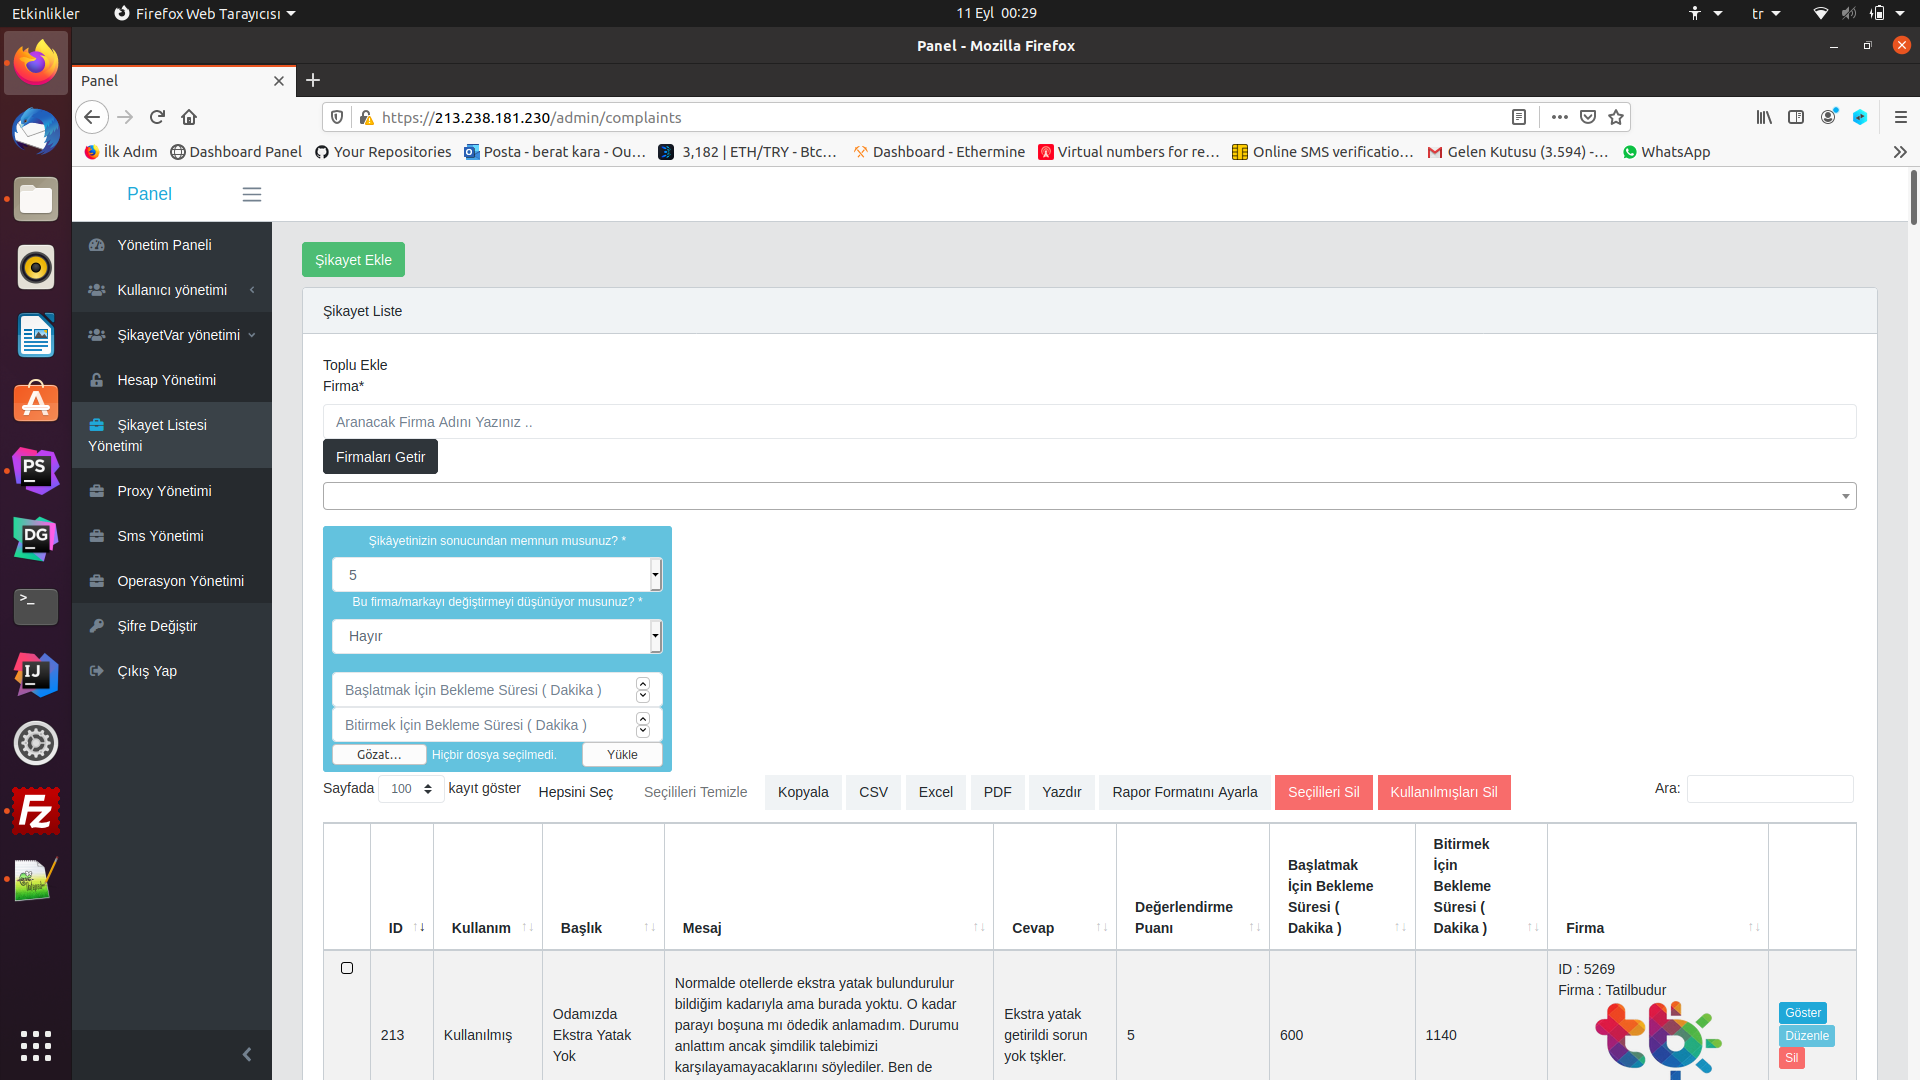 Etkinlikler
Firefox Web Tarayıcısı
11 Eyl 00:29
tr
Panel - Mozilla Firefox
Panel
https://213.238.181.230/admin/complaints
İlk Adım
Dashboard Panel
Your Repositories
Posta - berat kara - Ou…
3,182 | ETH/TRY - Btc…
Dashboard - Ethermine
Virtual numbers for re…
Online SMS verificatio…
Gelen Kutusu (3.594) -…
WhatsApp
Panel
Yönetim Paneli
Kullanıcı yönetimi
ŞikayetVar yönetimi
Hesap Yönetimi
Şikayet Listesi
Yönetimi
Proxy Yönetimi
Sms Yönetimi
Operasyon Yönetimi
Şifre Değiştir
Çıkış Yap
PS
DG
>_
IJ
Fz
Şikayet Ekle
Şikayet Liste
Toplu Ekle
Firma*
Aranacak Firma Adını Yazınız ..
Firmaları Getir
Şikâyetinizin sonucundan memnun musunuz? *
5
Bu firma/markayı değiştirmeyi düşünüyor musunuz? *
Hayır
Başlatmak İçin Bekleme Süresi ( Dakika )
Bitirmek İçin Bekleme Süresi ( Dakika )
Gözat… Hiçbir dosya seçilmedi. Yükle
Sayfada 100 kayıt göster
Hepsini Seç
Seçilileri Temizle
Kopyala
CSV
Excel
PDF
Yazdır
Rapor Formatını Ayarla
Seçilileri Sil
Kullanılmışları Sil
Ara:
ID
Kullanım
Başlık
Mesaj
Cevap
Değerlendirme
Puanı
Başlatmak
İçin Bekleme
Süresi (
Dakika )
Bitirmek
İçin
Bekleme
Süresi (
Dakika )
Firma
213
Kullanılmış
Odamızda
Ekstra Yatak
Yok
Normalde otellerde ekstra yatak bulundurulur
bildiğim kadarıyla ama burada yoktu. O kadar
parayı boşuna mı ödedik anlamadım. Durumu
anlattım ancak şimdilik talebimizi
karşılayamayacaklarını söylediler. Ben de
Ekstra yatak
getirildi sorun
yok tşkler.
5
600
1140
ID : 5269
Firma : Tatilbudur
tb
Göster
Düzenle
Sil